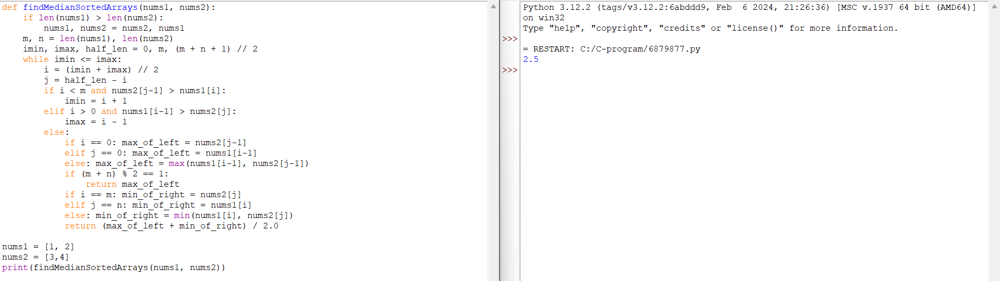 def findMedianSortedArrays(nums1, nums2):
    if len(nums1) > len(nums2):
        nums1, nums2 = nums2, nums1
    m, n = len(nums1), len(nums2)
    imin, imax, half_len = 0, m, (m + n + 1) // 2
    while imin <= imax:
        i = (imin + imax) // 2
        j = half_len - i
        if i < m and nums2[j-1] > nums1[i]:
            imin = i + 1
        elif i > 0 and nums1[i-1] > nums2[j]:
            imax = i - 1
        else:
            if i == 0: max_of_left = nums2[j-1]
            elif j == 0: max_of_left = nums1[i-1]
            else: max_of_left = max(nums1[i-1], nums2[j-1])
            if (m + n) % 2 == 1:
                return max_of_left
            if i == m: min_of_right = nums2[j]
            elif j == n: min_of_right = nums1[i]
            else: min_of_right = min(nums1[i], nums2[j])
            return (max_of_left + min_of_right) / 2.0

nums1 = [1, 2]
nums2 = [3,4]
print(findMedianSortedArrays(nums1, nums2))
Python 3.12.2 (tags/v3.12.2:6abddd9, Feb  6 2024, 21:26:36) [MSC v.1937 64 bit (AMD64)]
on win32
Type "help", "copyright", "credits" or "license()" for more information.
>>>
= RESTART: C:/C-program/6879877.py
2.5
>>>